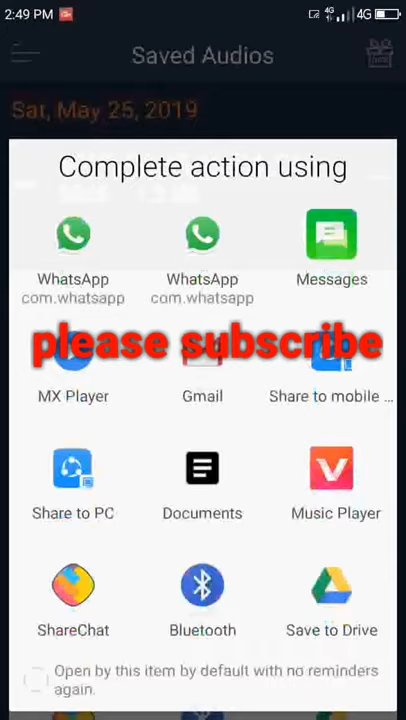 2:49 PM
4G
4G
Saved Audios
Sat, May 25, 2019
Complete action using
WhatsApp
com.whatsapp
WhatsApp
com.whatsapp
Messages
please subscribe
MX Player
Gmail
Share to mobile ...
Share to PC
Documents
Music Player
ShareChat
Bluetooth
Save to Drive
Open by this item by default with no reminders
again.